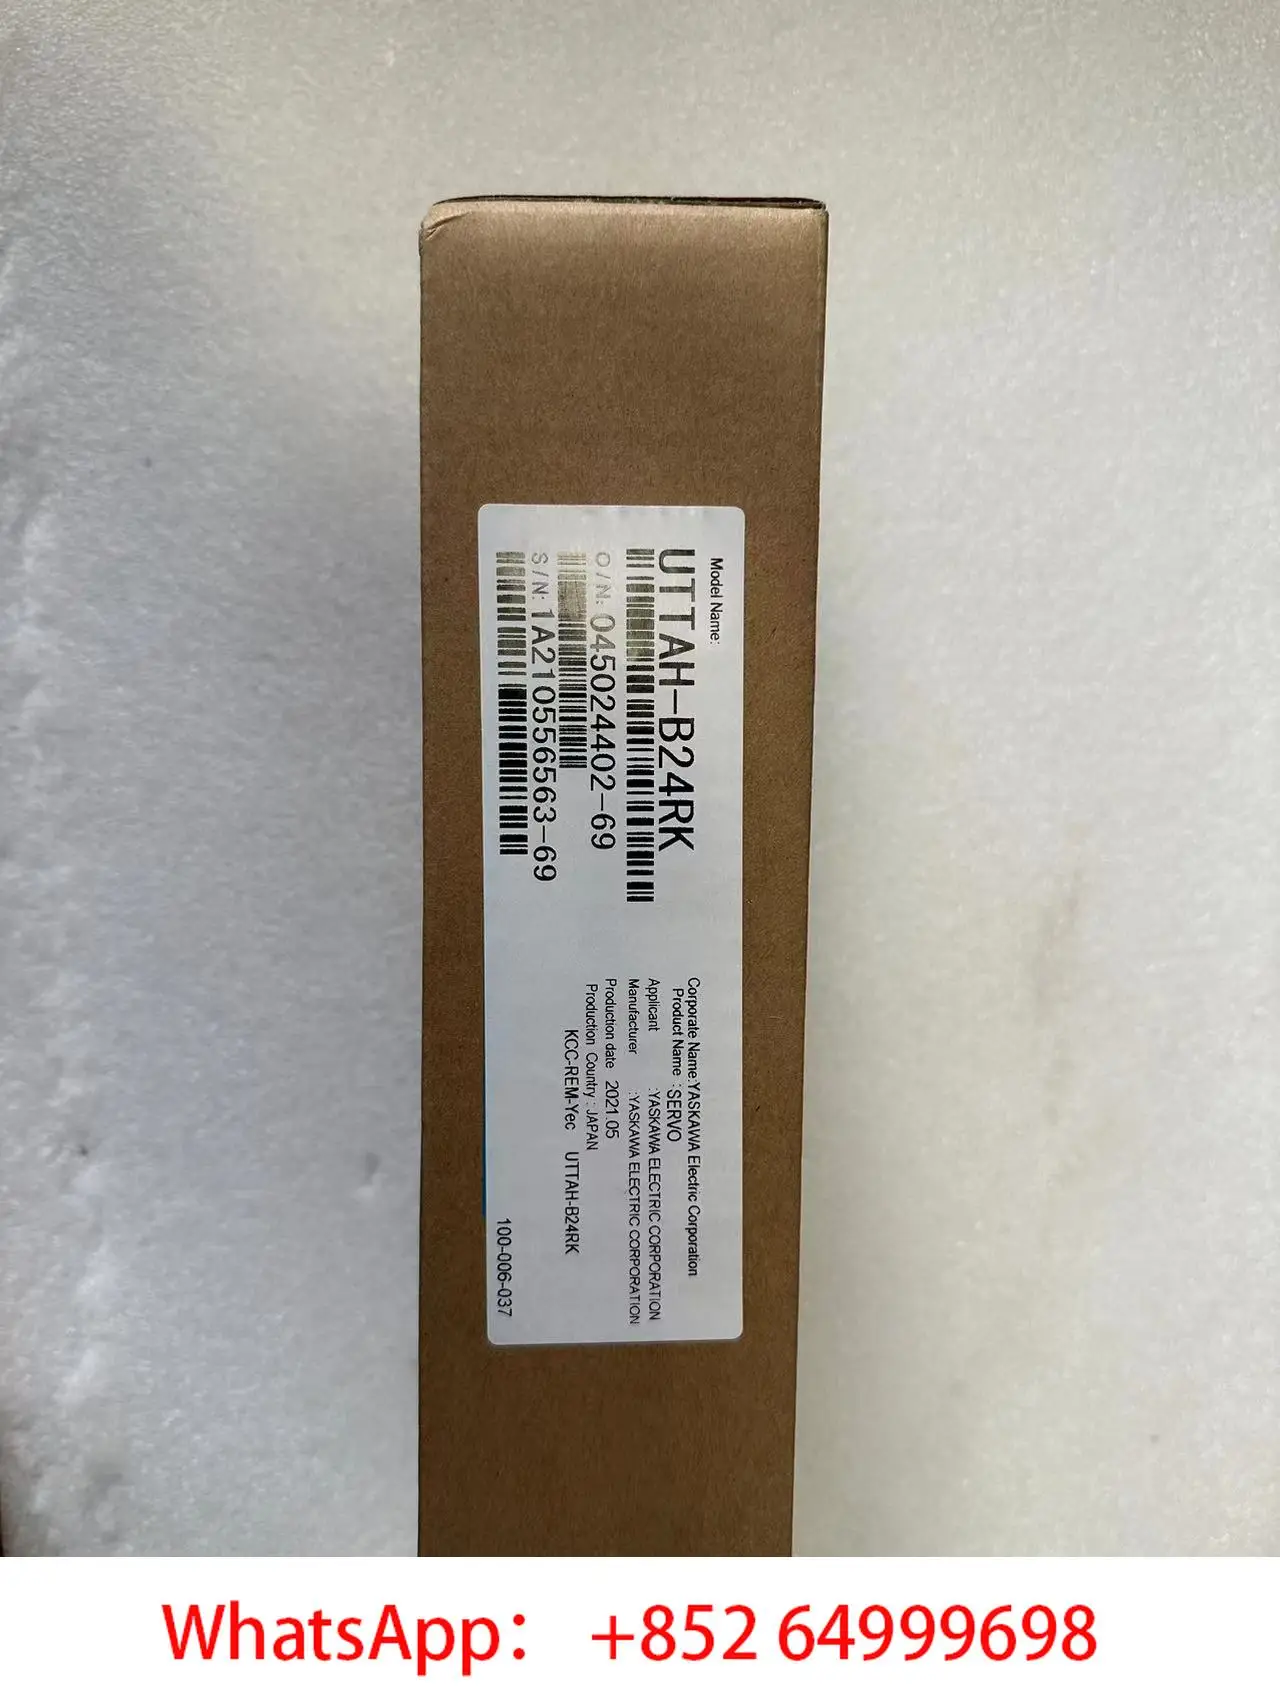 Model Name:
UTTAH-B24RK
O/N: 045024402-69
S/N: 1A210556563-69
Corporate Name:YASKAWA Electric Corporation
Product Name :SERVO
Applicant :YASKAWA ELECTRIC CORPORATION
Manufacturer :YASKAWA ELECTRIC CORPORATION
Production date 2021.05
Production Country : JAPAN
KCC-REM-Yec UTTAH-B24RK
100-006-037
WhatsApp: +852 64999698